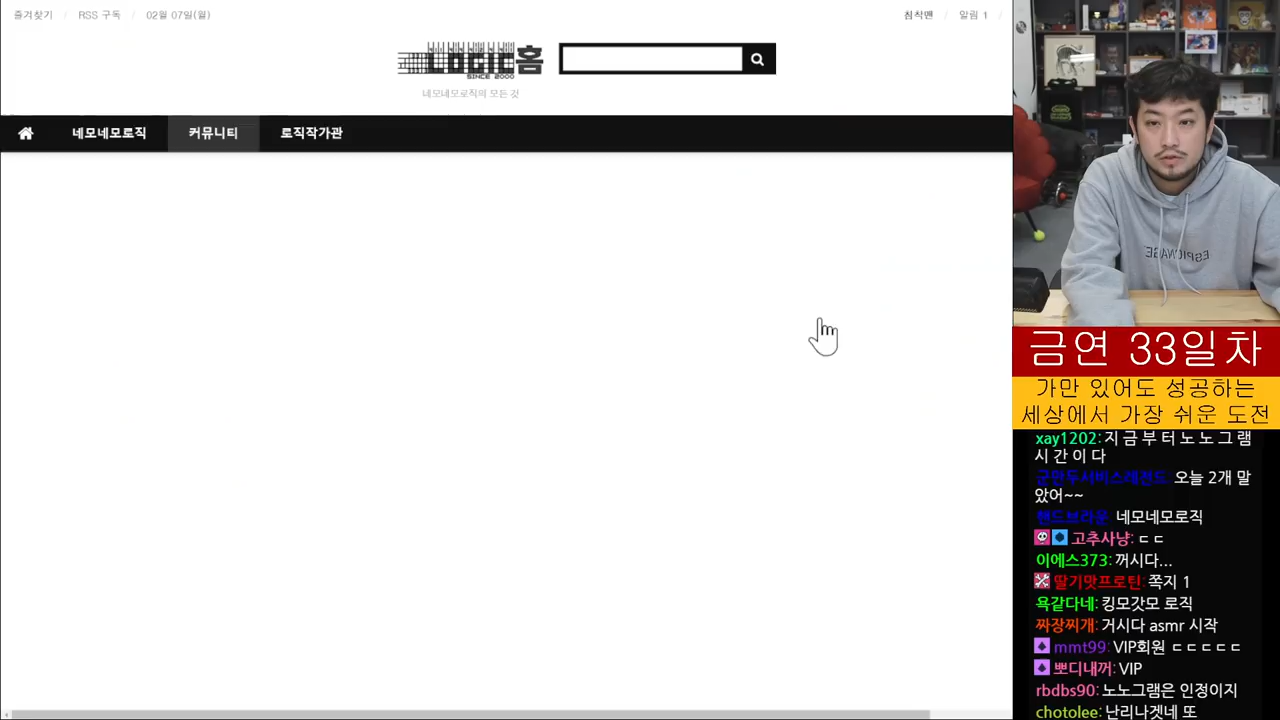 즐겨찾기 / RSS 구독 / 02월 07일(월)
침착맨 / 알림 1 /
LOGIC홈
SINCE 2000
네모네모로직의 모든 것
네모네모로직 커뮤니티 로직작가관
ESPIONAGE
금연 33일차
가만 있어도 성공하는
세상에서 가장 쉬운 도전
xay1202: 지 금 부 터 노 노 그 램
시 간 이 다
군만두서비스레전드: 오늘 2개 말
았어~~
핸드브라운: 네모네모로직
고추사냥: ㄷㄷ
이에스373: 꺼시다...
딸기맛프로틴: 쪽지 1
욕같다네: 킹모갓모 로직
짜장찌개: 거시다 asmr 시작
mmt99: VIP회원 ㄷㄷㄷㄷㄷ
뽀디내꺼: VIP
rbdbs90: 노노그램은 인정이지
chotolee: 난리나겠네 또